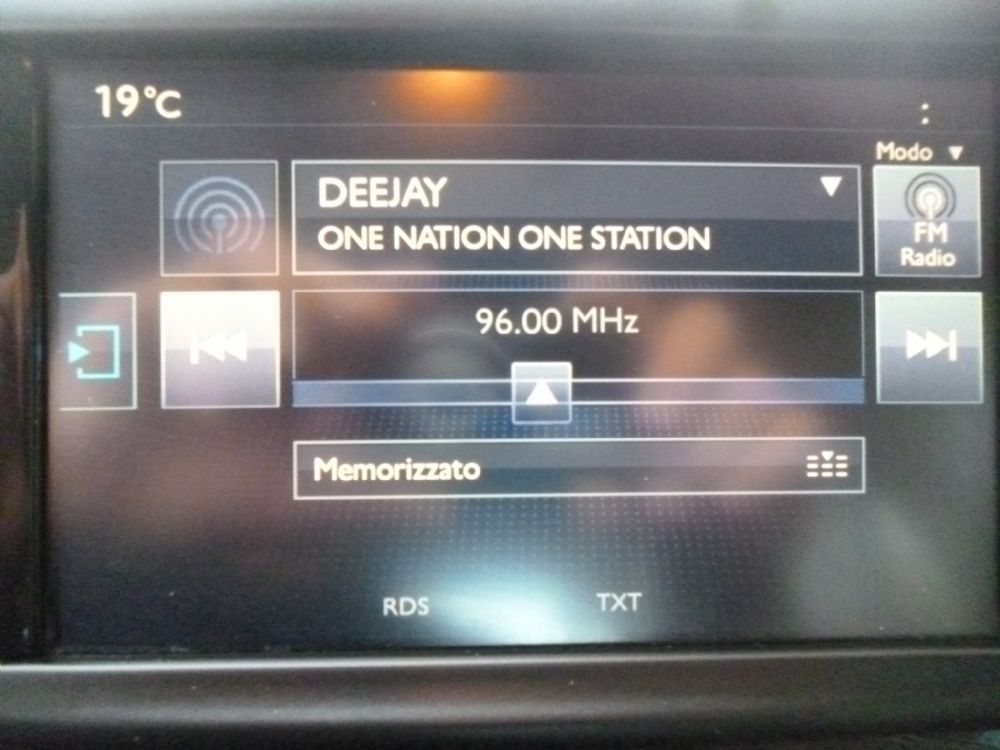 19°C
:
Modo
DEEJAY
ONE NATION ONE STATION
FM
Radio
96.00 MHz
Memorizzato
RDS
TXT